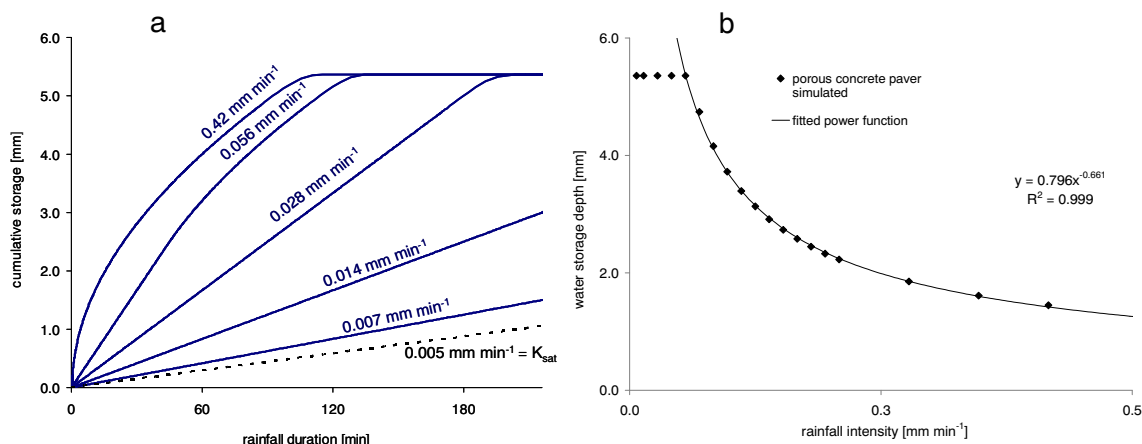 a
6.0
5.0
4.0
3.0
2.0
1.0
0.0
cumulative storage [mm]
0.42 mm min⁻¹
0.056 mm min⁻¹
0.028 mm min⁻¹
0.014 mm min⁻¹
0.007 mm min⁻¹
0.005 mm min⁻¹ = Kₛₐₜ
0
60
120
180
rainfall duration [min]
b
6.0
4.0
2.0
0.0
water storage depth [mm]
porous concrete paver
simulated
fitted power function
y = 0.796x⁻⁰·⁶⁶¹
R² = 0.999
0.0
0.3
0.5
rainfall intensity [mm min⁻¹]